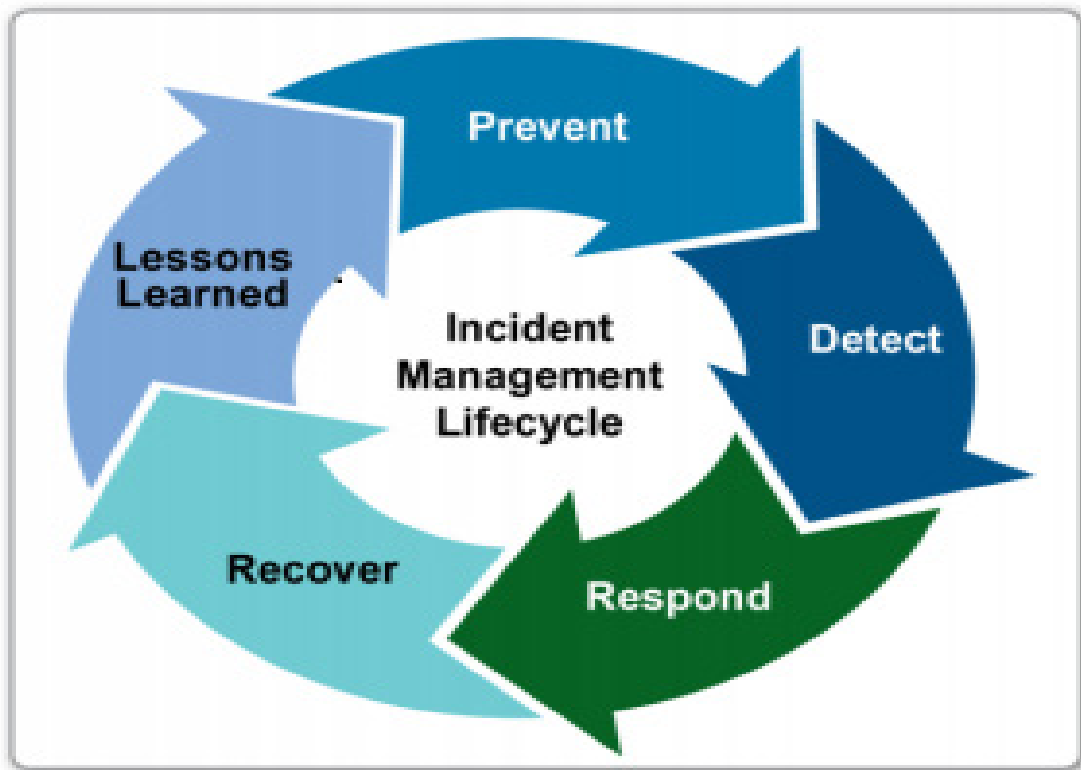 Prevent
Detect
Respond
Recover
Lessons
Learned
Incident
Management
Lifecycle